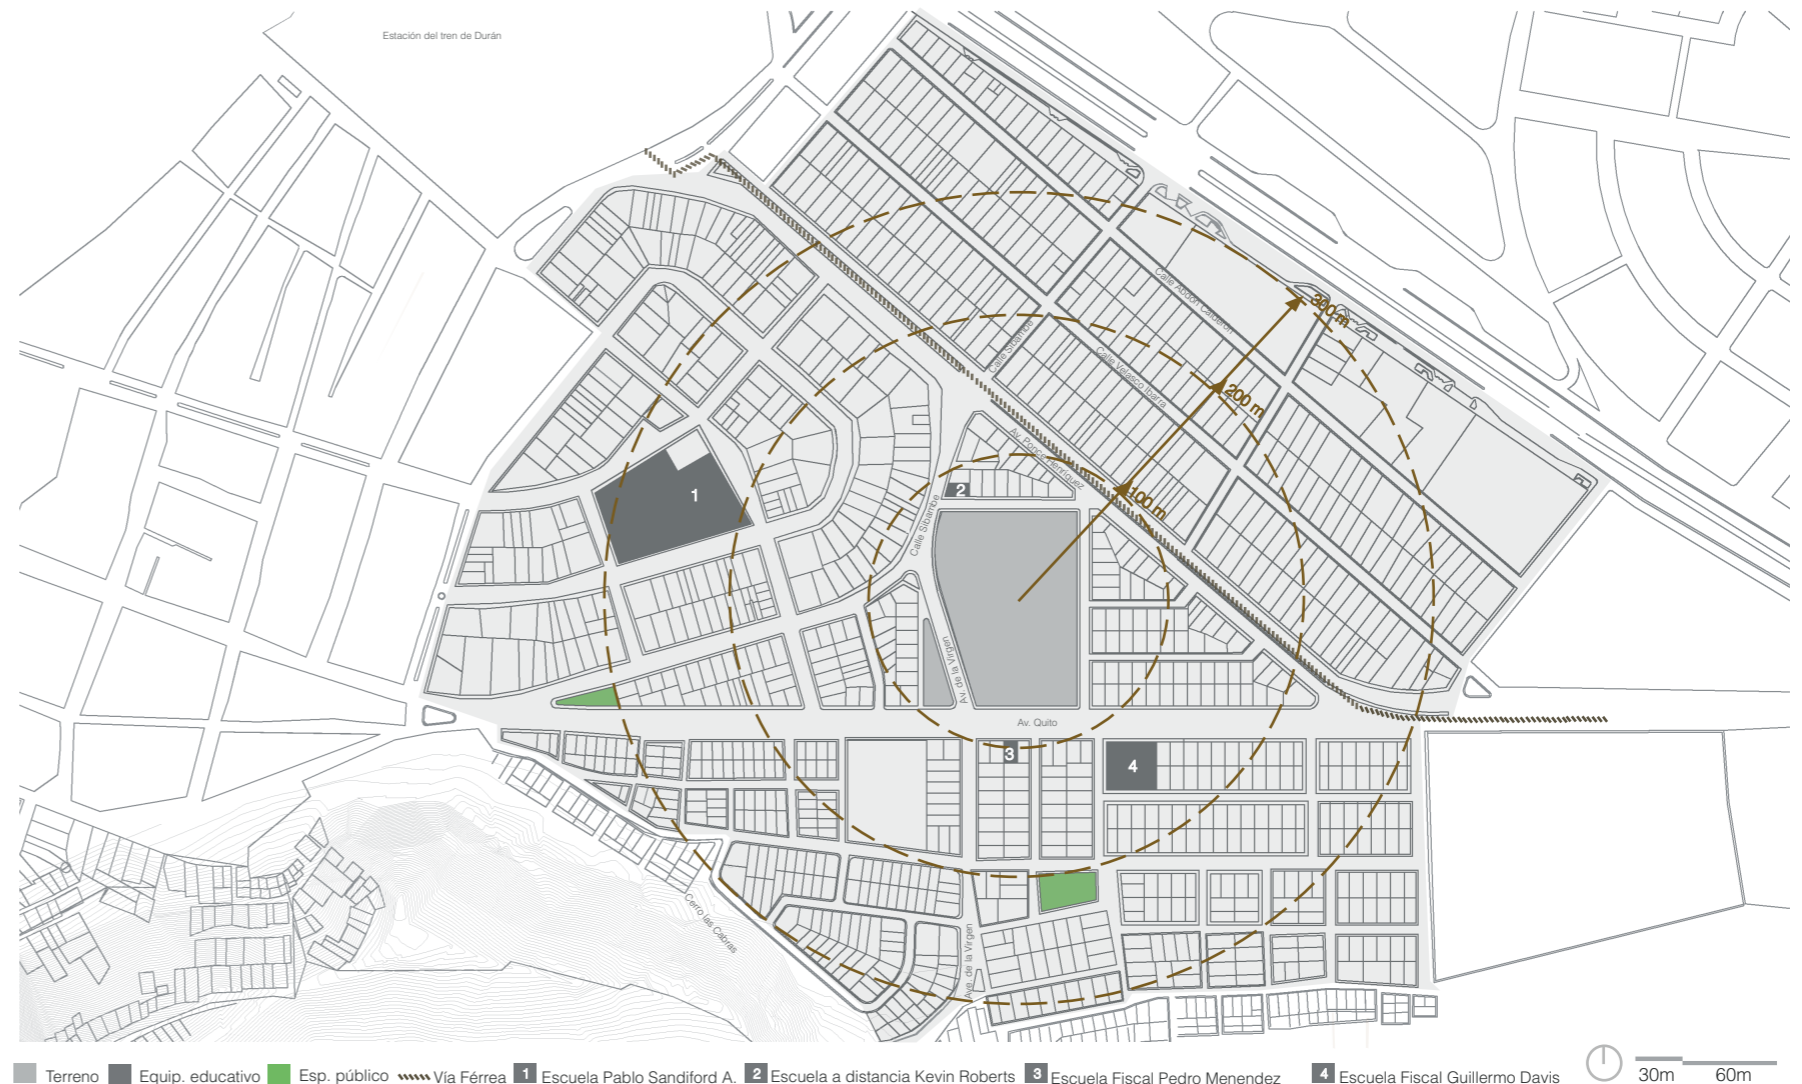 Estación del tren de Durán
Calle Abdón Calderón
300 m
Calle Sibambe
Calle Velasco Ibarra
200 m
Av. Ponce Henríquez
1
2
100 m
Calle Sibambe
Av. de la Virgen
Av. Quito
3
4
Cerro las Cabras
Ave. de la Virgen
Terreno
Equip. educativo
Esp. público
Vía Férrea
1 Escuela Pablo Sandiford A.
2 Escuela a distancia Kevin Roberts
3 Escuela Fiscal Pedro Menendez
4 Escuela Fiscal Guillermo Davis
30m 60m